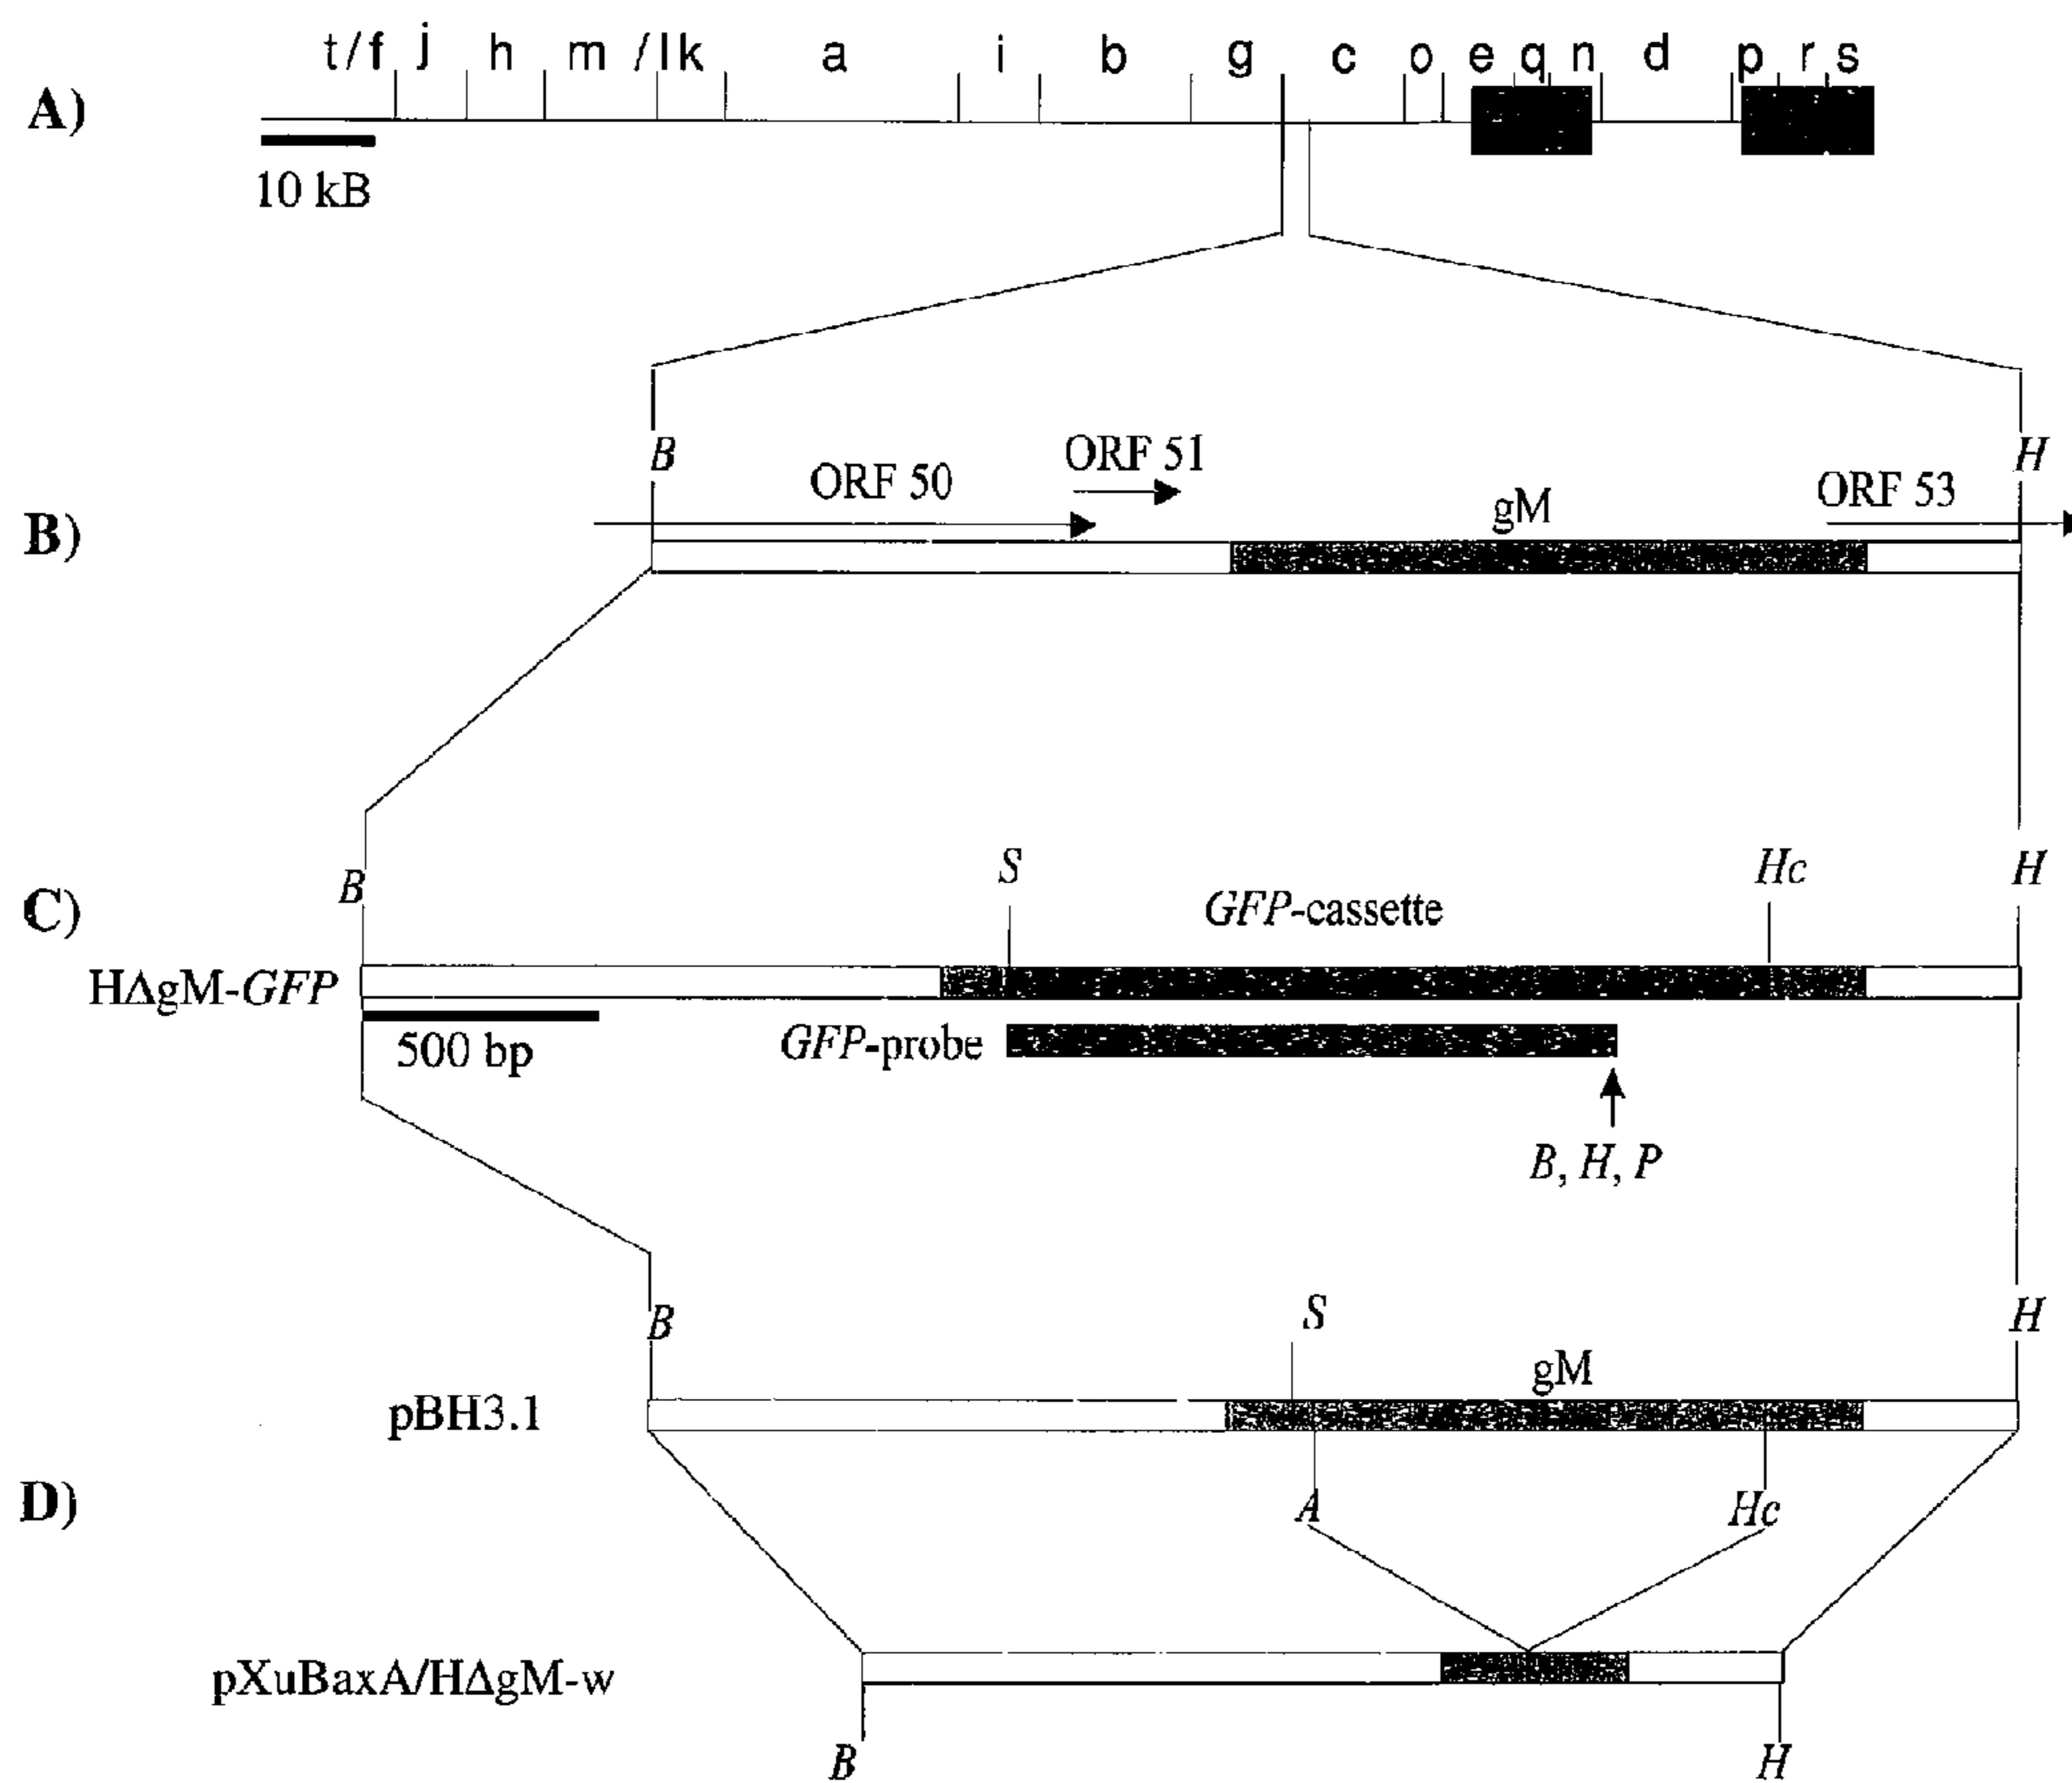 t/f j h m /lk a i b g c o e q n d p r s
A)
10 kB
B H
ORF 50 ORF 51 gM ORF 53
B)
B S Hc H
C) GFP-cassette
HΔgM-GFP
500 bp GFP-probe
B, H, P
B S H
gM
pBH3.1
D) A Hc
pXuBaxA/HΔgM-w
B H